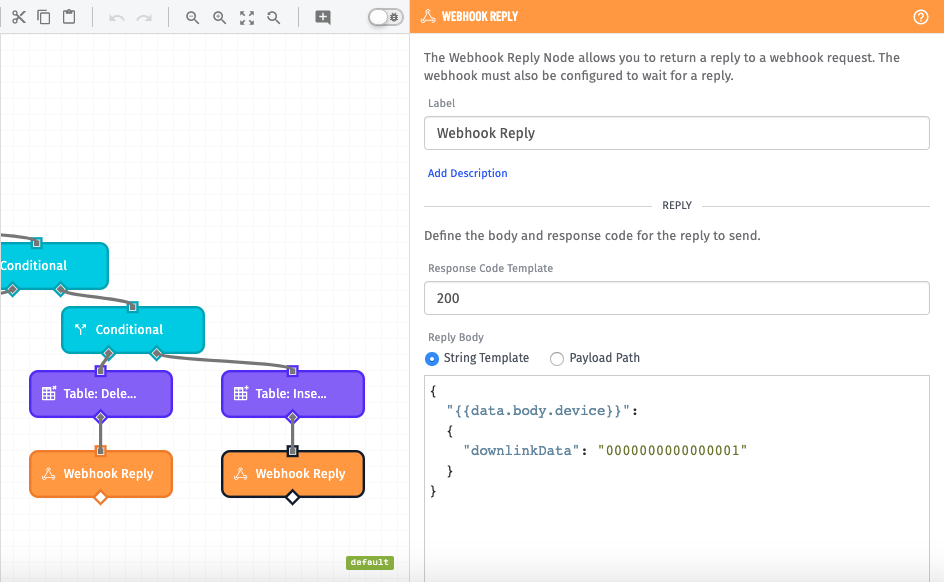 WEBHOOK REPLY
The Webhook Reply Node allows you to return a reply to a webhook request. The
webhook must also be configured to wait for a reply.
Label
Webhook Reply
Add Description
REPLY
Define the body and response code for the reply to send.
Response Code Template
200
Reply Body
String Template
Payload Path
{
"{{data.body.device}}":
{
"downlinkData": "0000000000000001"
}
}
Conditional
Conditional
Table: Dele...
Table: Inse...
Webhook Reply
Webhook Reply
default